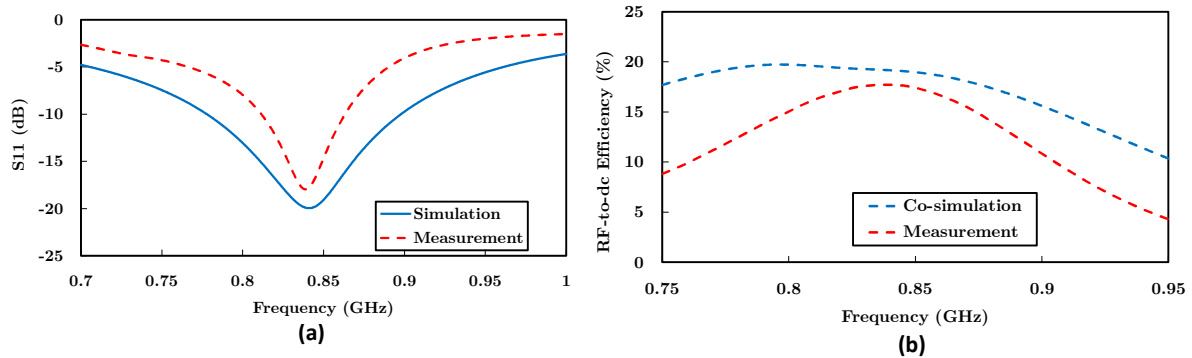 0
-5
-10
-15
-20
-25
S11 (dB)
Simulation
Measurement
0.7
0.75
0.8
0.85
0.9
0.95
1
Frequency (GHz)
(a)
25
20
15
10
5
0
RF-to-dc Efficiency (%)
Co-simulation
Measurement
0.75
0.8
0.85
0.9
0.95
Frequency (GHz)
(b)